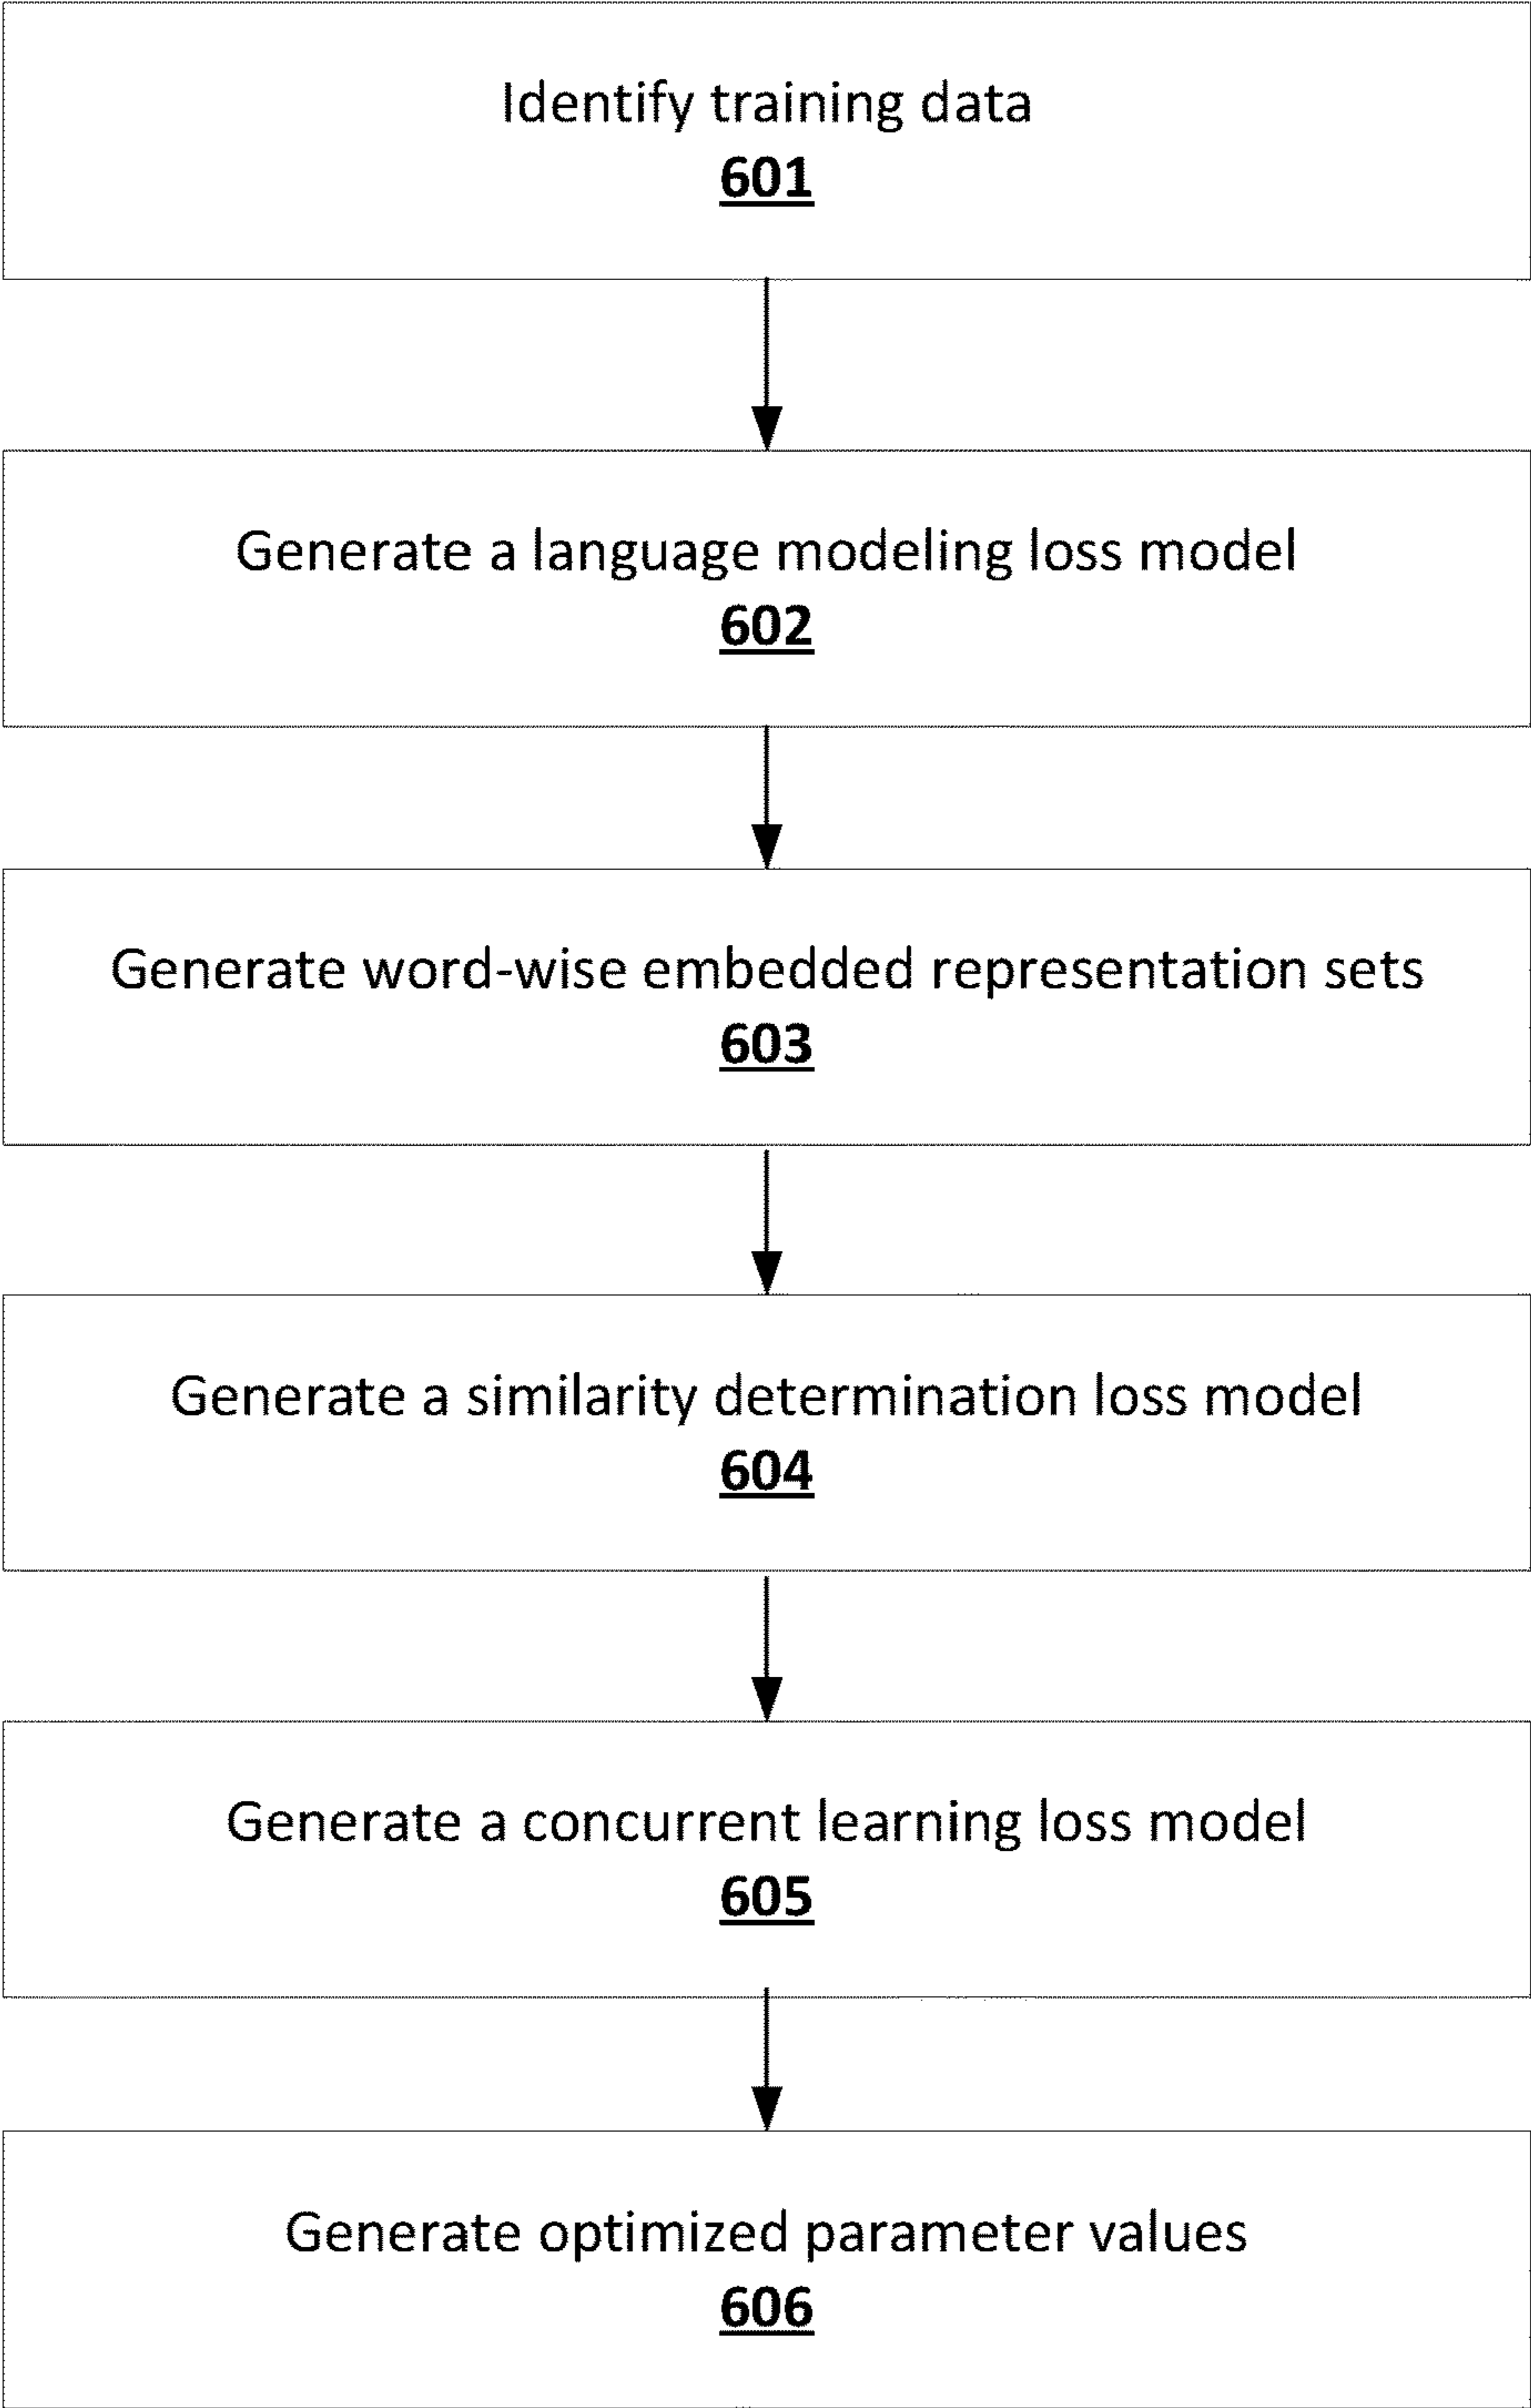 Identify training data
601
Generate a language modeling loss model
602
Generate word-wise embedded representation sets
603
Generate a similarity determination loss model
604
Generate a concurrent learning loss model
605
Generate optimized parameter values
606